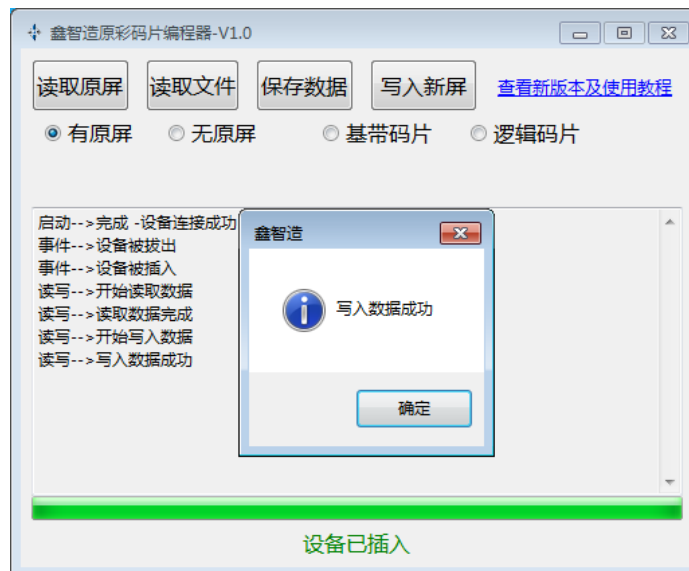 鑫智造原彩码片编程器-V1.0
读取原屏 读取文件 保存数据 写入新屏 查看新版本及使用教程
有原屏 无原屏 基带码片 逻辑码片
启动-->完成 -设备连接成功
事件-->设备被拔出
事件-->设备被插入
读写-->开始读取数据
读写-->读取数据完成
读写-->开始写入数据
读写-->写入数据成功
鑫智造
写入数据成功
确定
设备已插入